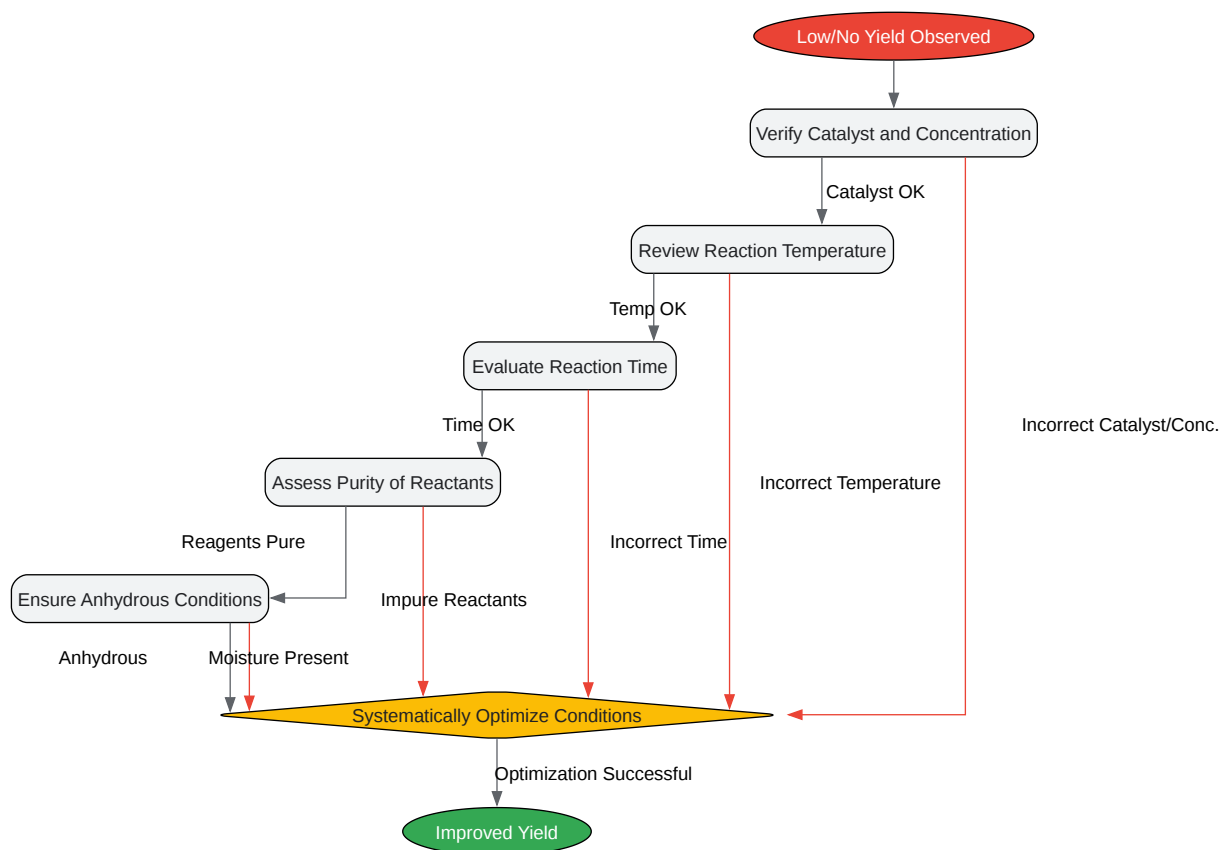 Low/No Yield Observed
Verify Catalyst and Concentration
Catalyst OK
Review Reaction Temperature
Temp OK
Evaluate Reaction Time
Time OK
Incorrect Catalyst/Conc.
Assess Purity of Reactants
Incorrect Temperature
Reagents Pure
Incorrect Time
Ensure Anhydrous Conditions
Impure Reactants
Anhydrous
Moisture Present
Systematically Optimize Conditions
Optimization Successful
Improved Yield